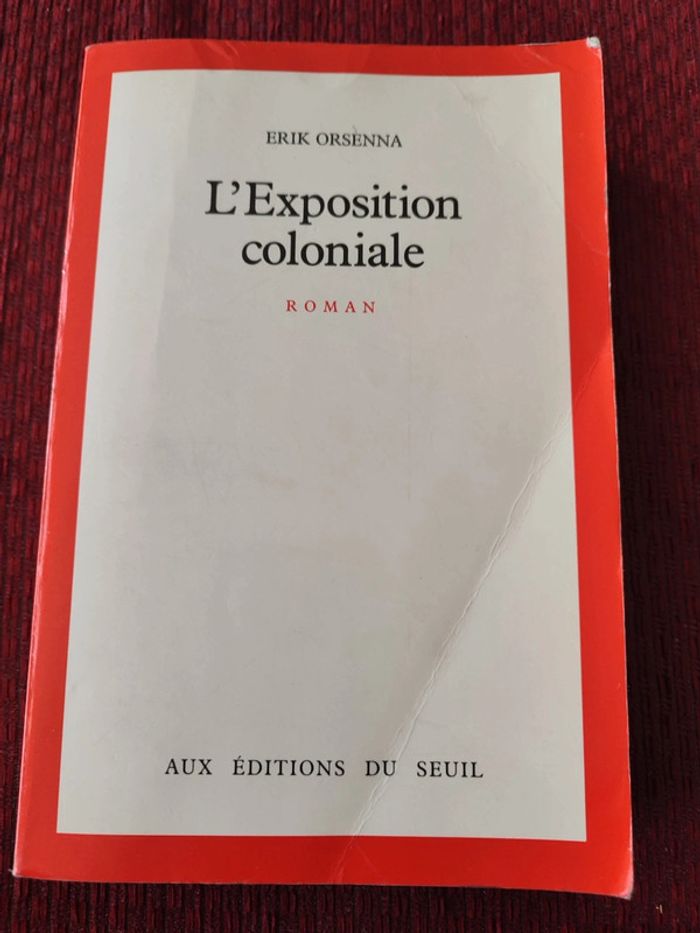 ERIK ORSENNA
L'Exposition
coloniale
ROMAN
AUX ÉDITIONS DU SEUIL